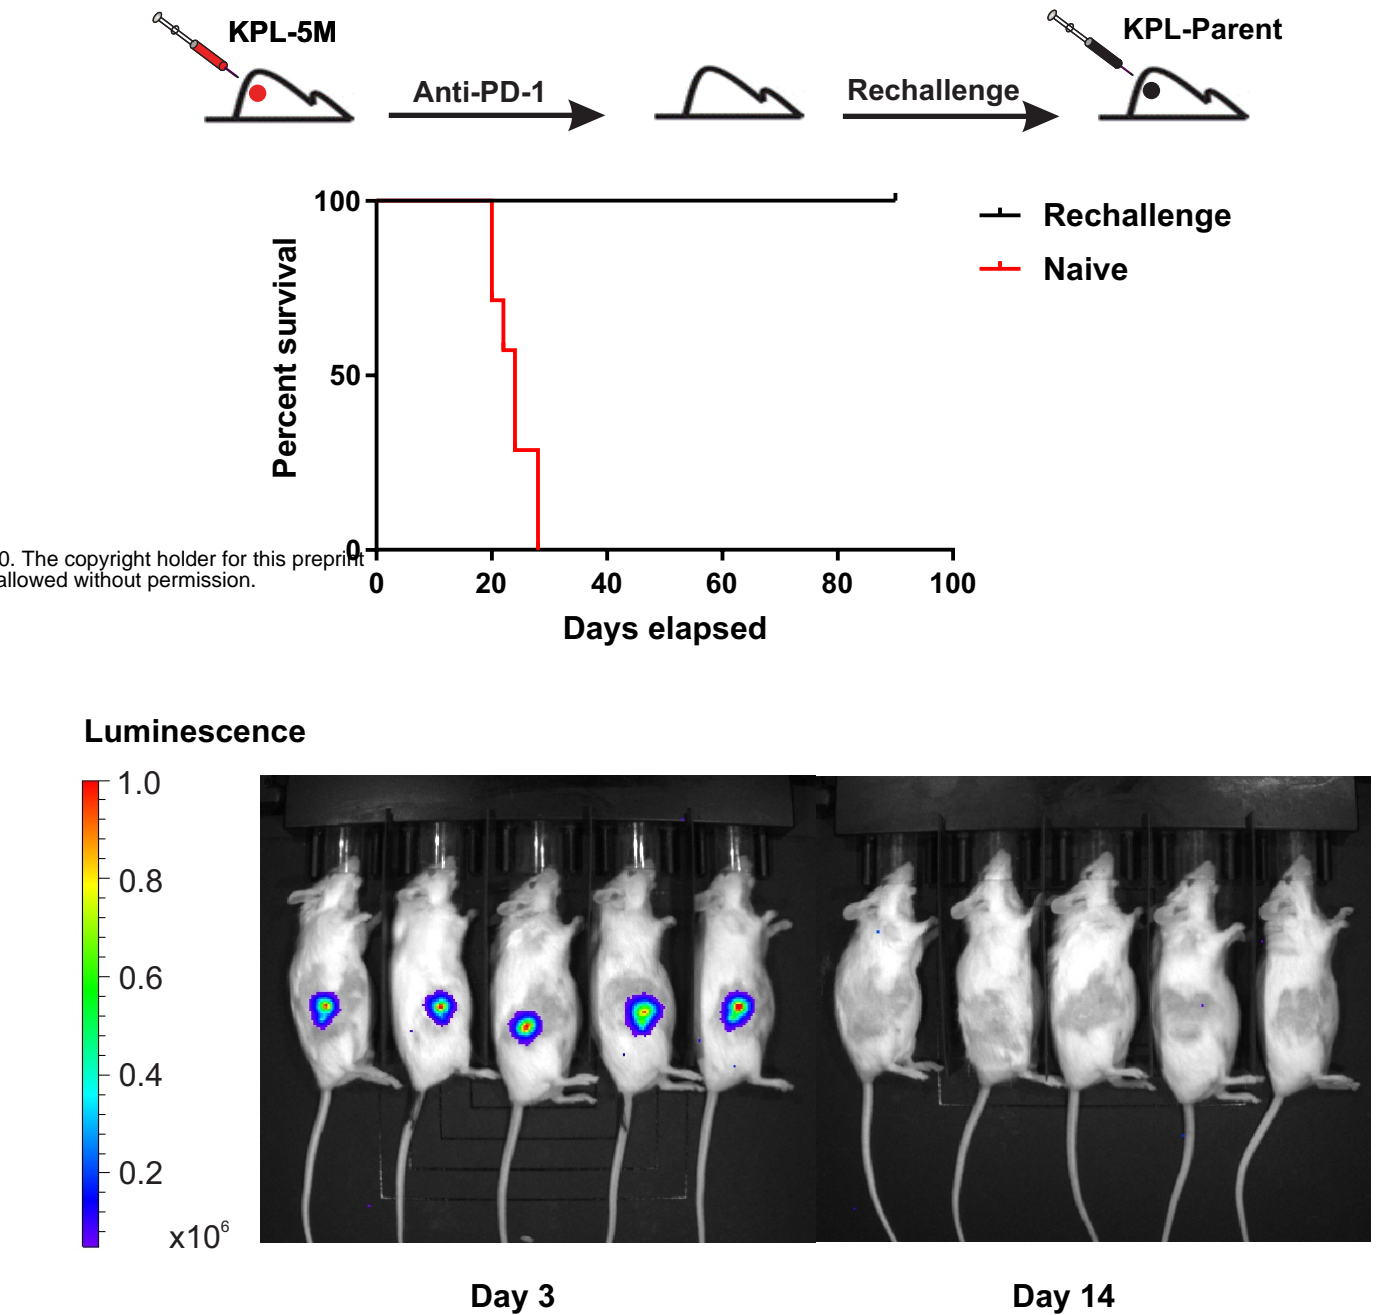 KPL-5M
KPL-Parent
Anti-PD-1
Rechallenge
100
50
0
Percent survival
Rechallenge
Naive
0. The copyright holder for this preprint
allowed without permission.
0 20 40 60 80 100
Days elapsed
Luminescence
1.0
0.8
0.6
0.4
0.2
x10⁶
Day 3
Day 14